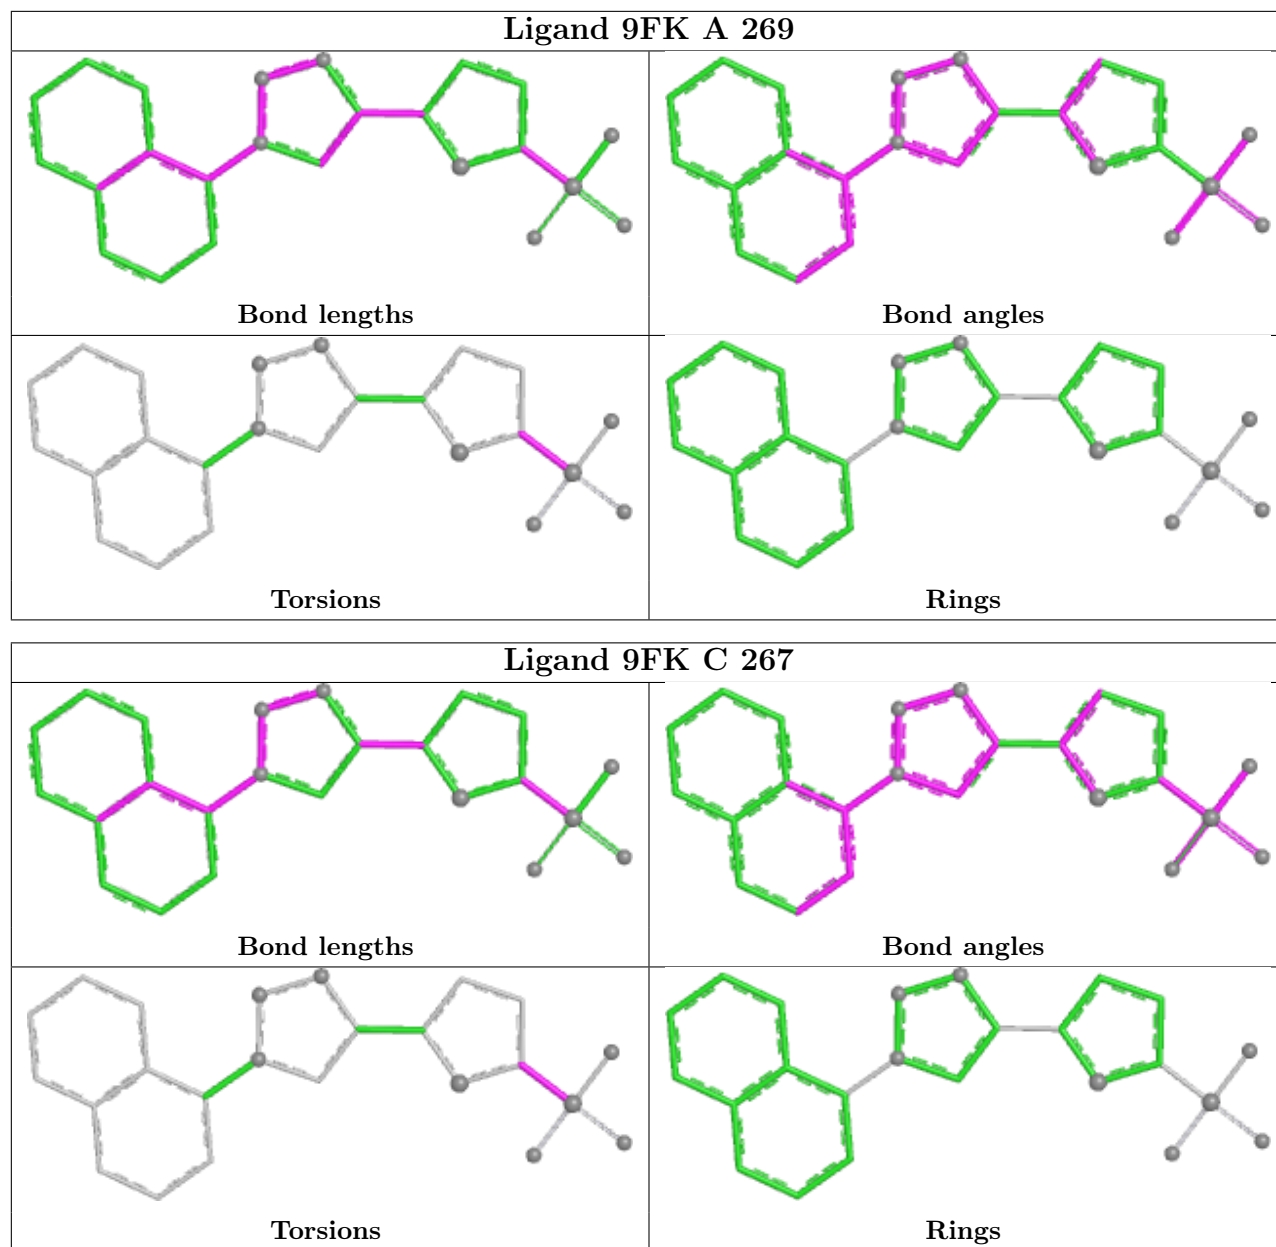 Ligand 9FK A 269
Bond lengths
Bond angles
Torsions
Rings
Ligand 9FK C 267
Bond lengths
Bond angles
Torsions
Rings